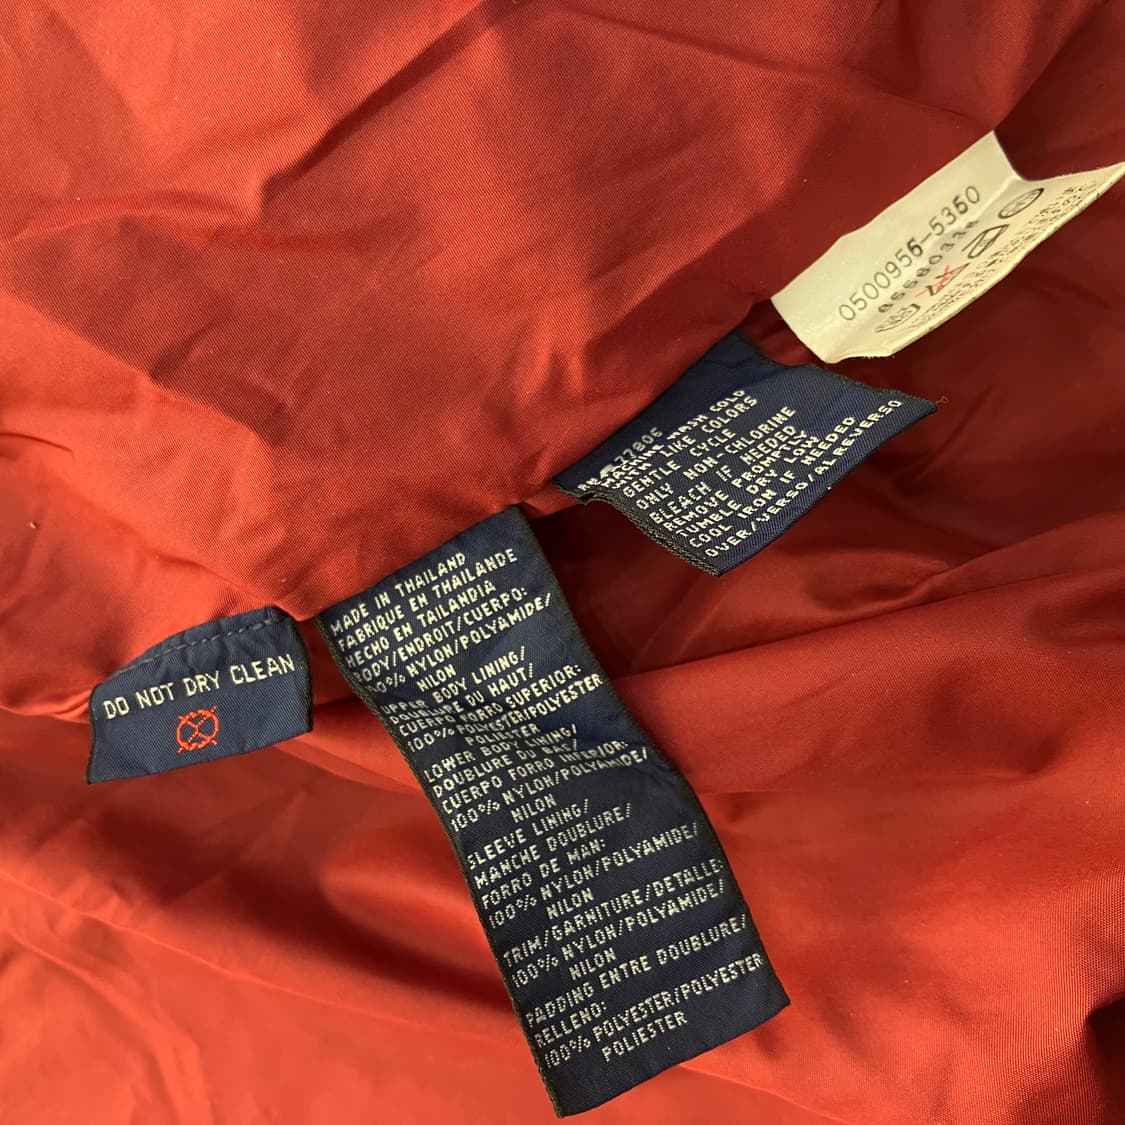 0500956-5350
DO NOT DRY CLEAN
MADE IN THAILAND
FABRIQUE EN THAILANDE
HECHO EN TAILANDIA
BODY/ENDROIT/CUERPO:
% NYLON/POLYAMIDE/
NILON
UPPER BODY LINING/
DOUBLURE DU HAUT/
CUERPO FORRO SUPERIOR:
100% POLYESTER/POLYESTER
POLIESTER
LOWER BODY LINING/
DOUBLURE DU BAS/
CUERPO FORRO INFERIOR:
100% NYLON/POLYAMIDE/
NILON
SLEEVE LINING/
MANCHE DOUBLURE/
FORRO DE MAN:
100% NYLON/POLYAMIDE/
NILON
TRIM/GARNITURE/DETALLE:
100% NYLON/POLYAMIDE/
NILON
PADDING ENTRE DOUBLURE/
RELLENO:
100% POLYESTER/POLYESTER
POLIESTER
77805
MACHINE WASH COLD
WITH LIKE COLORS
GENTLE CYCLE
ONLY NON-CHLORINE
BLEACH IF NEEDED
REMOVE PROMPTLY
TUMBLE DRY LOW
COOL IRON IF NEEDED
OVER/VERSO/AL REVERSO